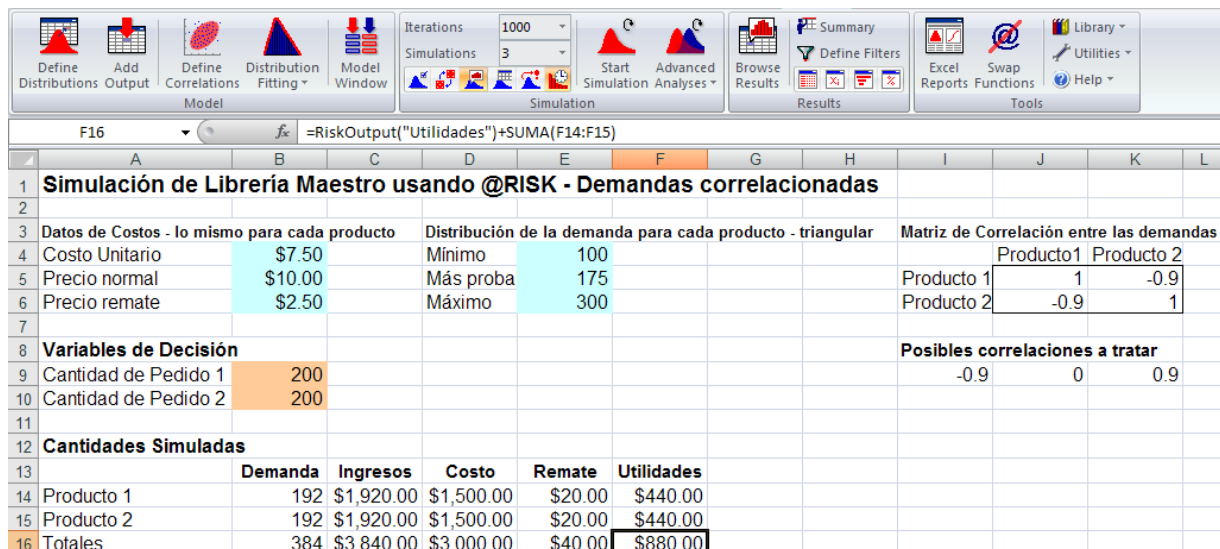 Define Distributions Add Output Define Correlations Distribution Fitting Model Window
Model
Iterations 1000
Simulations 3
Start Simulation Advanced Analyses
Simulation
Browse Results Summary Define Filters
Results
Excel Reports Swap Functions Library Utilities Help
Tools
F16 fx =RiskOutput("Utilidades")+SUMA(F14:F15)
A B C D E F G H I J K L
1 Simulación de Librería Maestro usando @RISK - Demandas correlacionadas
2
3 Datos de Costos - lo mismo para cada producto Distribución de la demanda para cada producto - triangular Matriz de Correlación entre las demandas
4 Costo Unitario $7.50 Mínimo 100 Producto1 Producto 2
5 Precio normal $10.00 Más proba 175 Producto 1 1 -0.9
6 Precio remate $2.50 Máximo 300 Producto 2 -0.9 1
7
8 Variables de Decisión Posibles correlaciones a tratar
9 Cantidad de Pedido 1 200 -0.9 0 0.9
10 Cantidad de Pedido 2 200
11
12 Cantidades Simuladas
13 Demanda Ingresos Costo Remate Utilidades
14 Producto 1 192 $1,920.00 $1,500.00 $20.00 $440.00
15 Producto 2 192 $1,920.00 $1,500.00 $20.00 $440.00
16 Totales 384 $3,840.00 $3,000.00 $40.00 $880.00